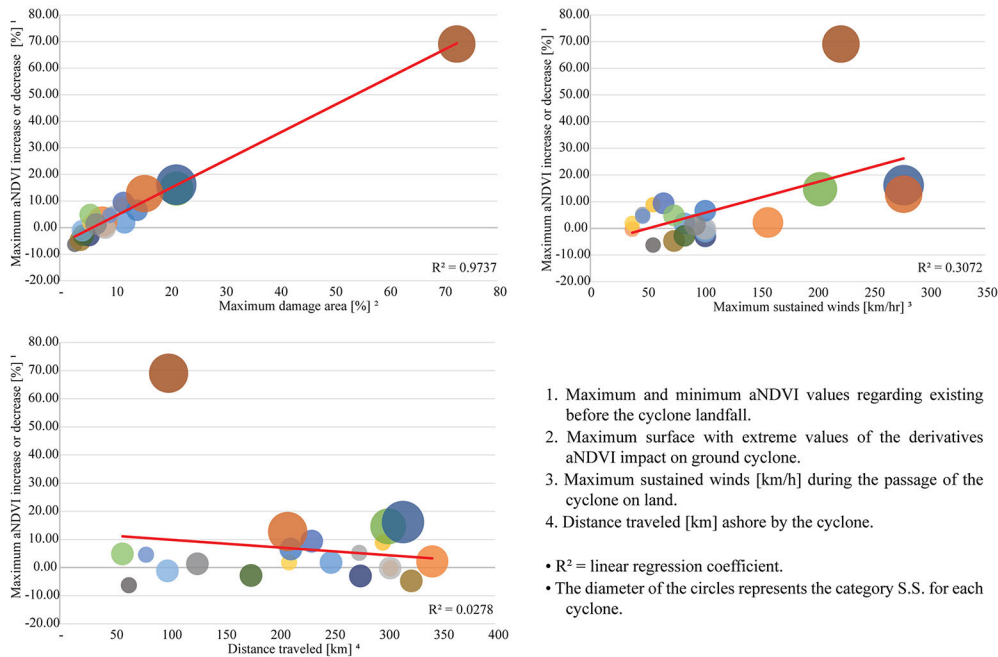 Maximum aNDVI increase or decrease [%] ¹
80.00
70.00
60.00
50.00
40.00
30.00
20.00
10.00
0.00
-10.00
-20.00
R² = 0.9737
- 10 20 30 40 50 60 70 80
Maximum damage area [%] ²
Maximum aNDVI increase or decrease [%] ¹
80.00
70.00
60.00
50.00
40.00
30.00
20.00
10.00
0.00
-10.00
-20.00
R² = 0.3072
0 50 100 150 200 250 300 350
Maximum sustained winds [km/hr] ³
Maximum aNDVI increase or decrease [%] ¹
80.00
70.00
60.00
50.00
40.00
30.00
20.00
10.00
0.00
-10.00
-20.00
R² = 0.0278
- 50 100 150 200 250 300 350 400
Distance traveled [km] ⁴
1. Maximum and minimum aNDVI values regarding existing
before the cyclone landfall.
2. Maximum surface with extreme values of the derivatives
aNDVI impact on ground cyclone.
3. Maximum sustained winds [km/h] during the passage of the
cyclone on land.
4. Distance traveled [km] ashore by the cyclone.
• R² = linear regression coefficient.
• The diameter of the circles represents the category S.S. for each
cyclone.